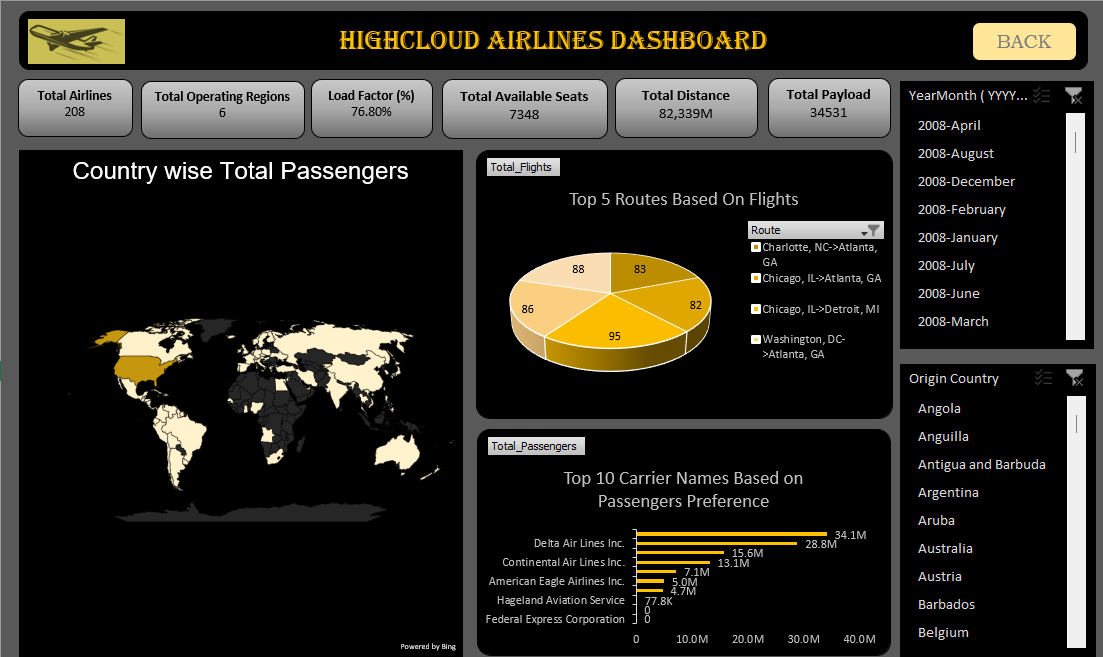 HIGHCLOUD AIRLINES DASHBOARD
BACK
Total Airlines
208
Total Operating Regions
6
Load Factor (%)
76.80%
Total Available Seats
7348
Total Distance
82,339M
Total Payload
34531
YearMonth ( YYYY...
2008-April
2008-August
2008-December
2008-February
2008-January
2008-July
2008-June
2008-March
Country wise Total Passengers
Powered by Bing
Total_Flights
Top 5 Routes Based On Flights
88
83
86
82
95
Route
Charlotte, NC->Atlanta,
GA
Chicago, IL->Atlanta, GA
Chicago, IL->Detroit, MI
Washington, DC-
>Atlanta, GA
Total_Passengers
Top 10 Carrier Names Based on
Passengers Preference
34.1M
Delta Air Lines Inc.
28.8M
15.6M
Continental Air Lines Inc.
13.1M
7.1M
American Eagle Airlines Inc.
5.0M
4.7M
Hageland Aviation Service
77.8K
0
Federal Express Corporation
0
0
10.0M
20.0M
30.0M
40.0M
Origin Country
Angola
Anguilla
Antigua and Barbuda
Argentina
Aruba
Australia
Austria
Barbados
Belgium